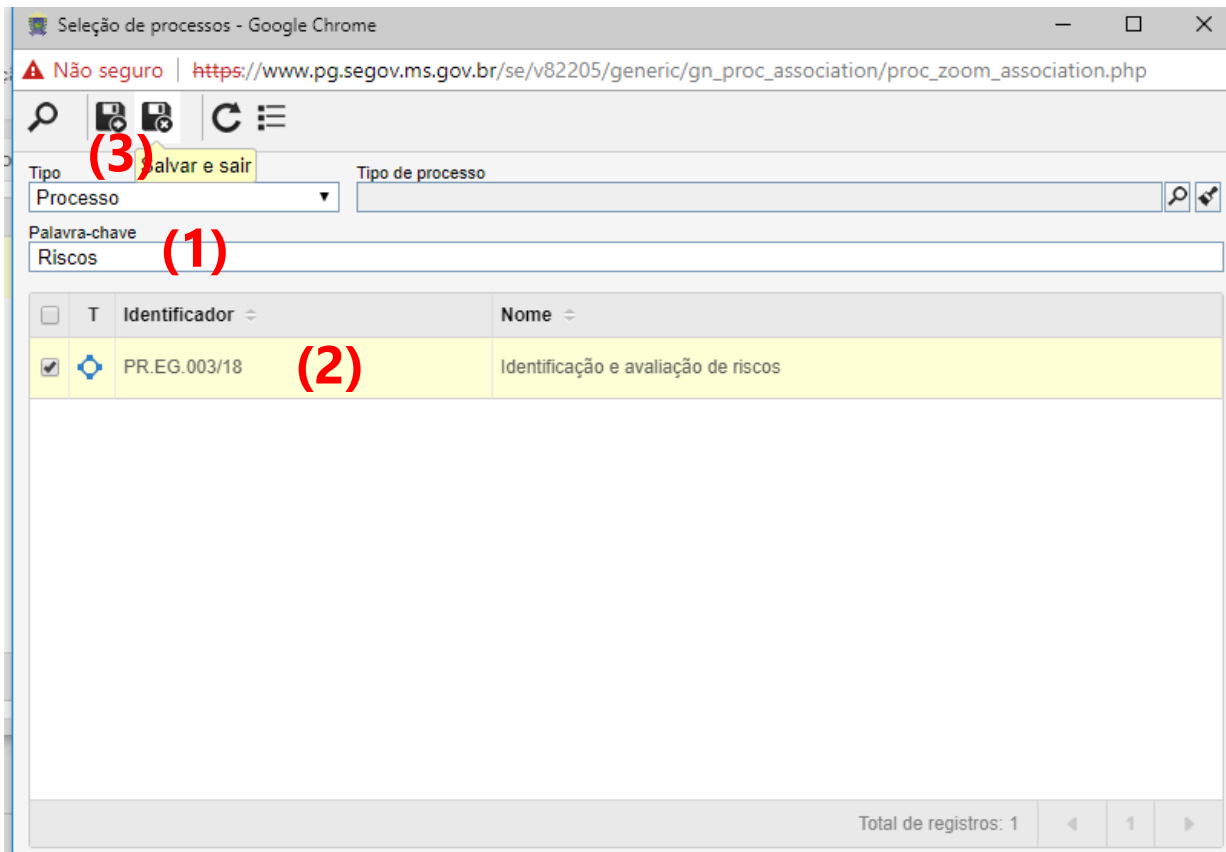 Seleção de processos - Google Chrome
Não seguro | https://www.pg.segov.ms.gov.br/se/v82205/generic/gn_proc_association/proc_zoom_association.php
(3)
Salvar e sair
Tipo
Tipo de processo
Processo
Palavra-chave
(1)
Riscos
T Identificador Nome
PR.EG.003/18 (2) Identificação e avaliação de riscos
Total de registros: 1 1